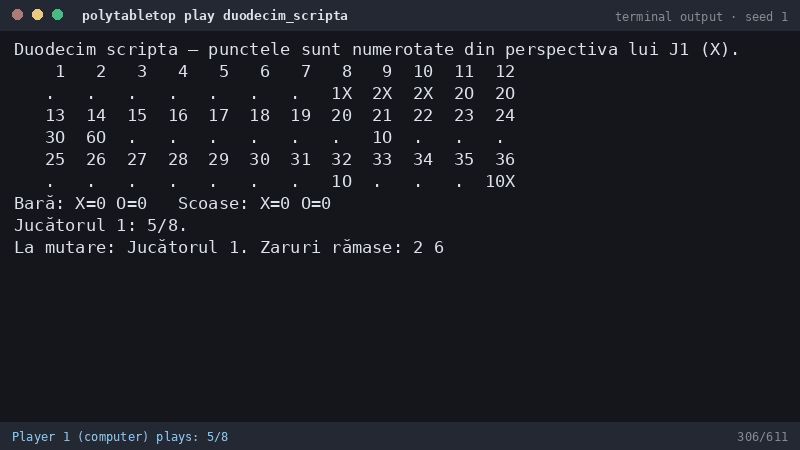 polytabletop play duodecim_scripta
terminal output · seed 1
Duodecim scripta — punctele sunt numerotate din perspectiva lui J1 (X).
1 2 3 4 5 6 7 8 9 10 11 12
. . . . . . . 1X 2X 2X 2O 2O
13 14 15 16 17 18 19 20 21 22 23 24
3O 6O . . . . . . 1O . . .
25 26 27 28 29 30 31 32 33 34 35 36
. . . . . . . 1O . . . 10X
Bară: X=0 O=0 Scoase: X=0 O=0
Jucătorul 1: 5/8.
La mutare: Jucătorul 1. Zaruri rămase: 2 6
Player 1 (computer) plays: 5/8
306/611